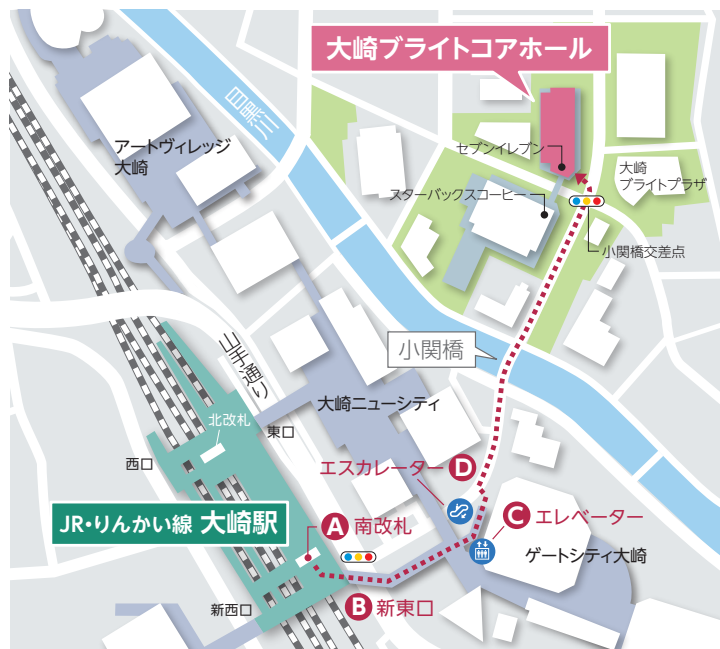 大崎ブライトコアホール
目黒川
アートヴィレッジ
大崎
セブンイレブン
大崎
ブライトプラザ
スターバックスコーヒー
小関橋交差点
小関橋
山手通り
大崎ニューシティ
北改札
東口
西口
エスカレーター D
C エレベーター
JR・りんかい線 大崎駅
A 南改札
ゲートシティ大崎
B 新東口
新西口